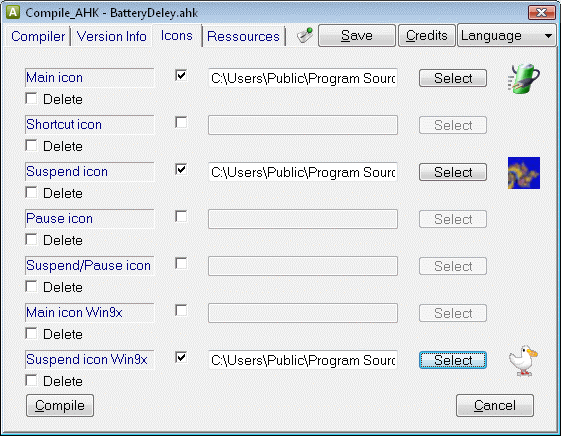 Compile_AHK - BatteryDeley.ahk
Compiler Version Info Icons Ressources Save Credits Language
Main icon C:\Users\Public\Program Sourc Select
Delete
Shortcut icon Select
Delete
Suspend icon C:\Users\Public\Program Sourc Select
Delete
Pause icon Select
Delete
Suspend/Pause icon Select
Delete
Main icon Win9x Select
Delete
Suspend icon Win9x C:\Users\Public\Program Sourc Select
Delete
Compile Cancel